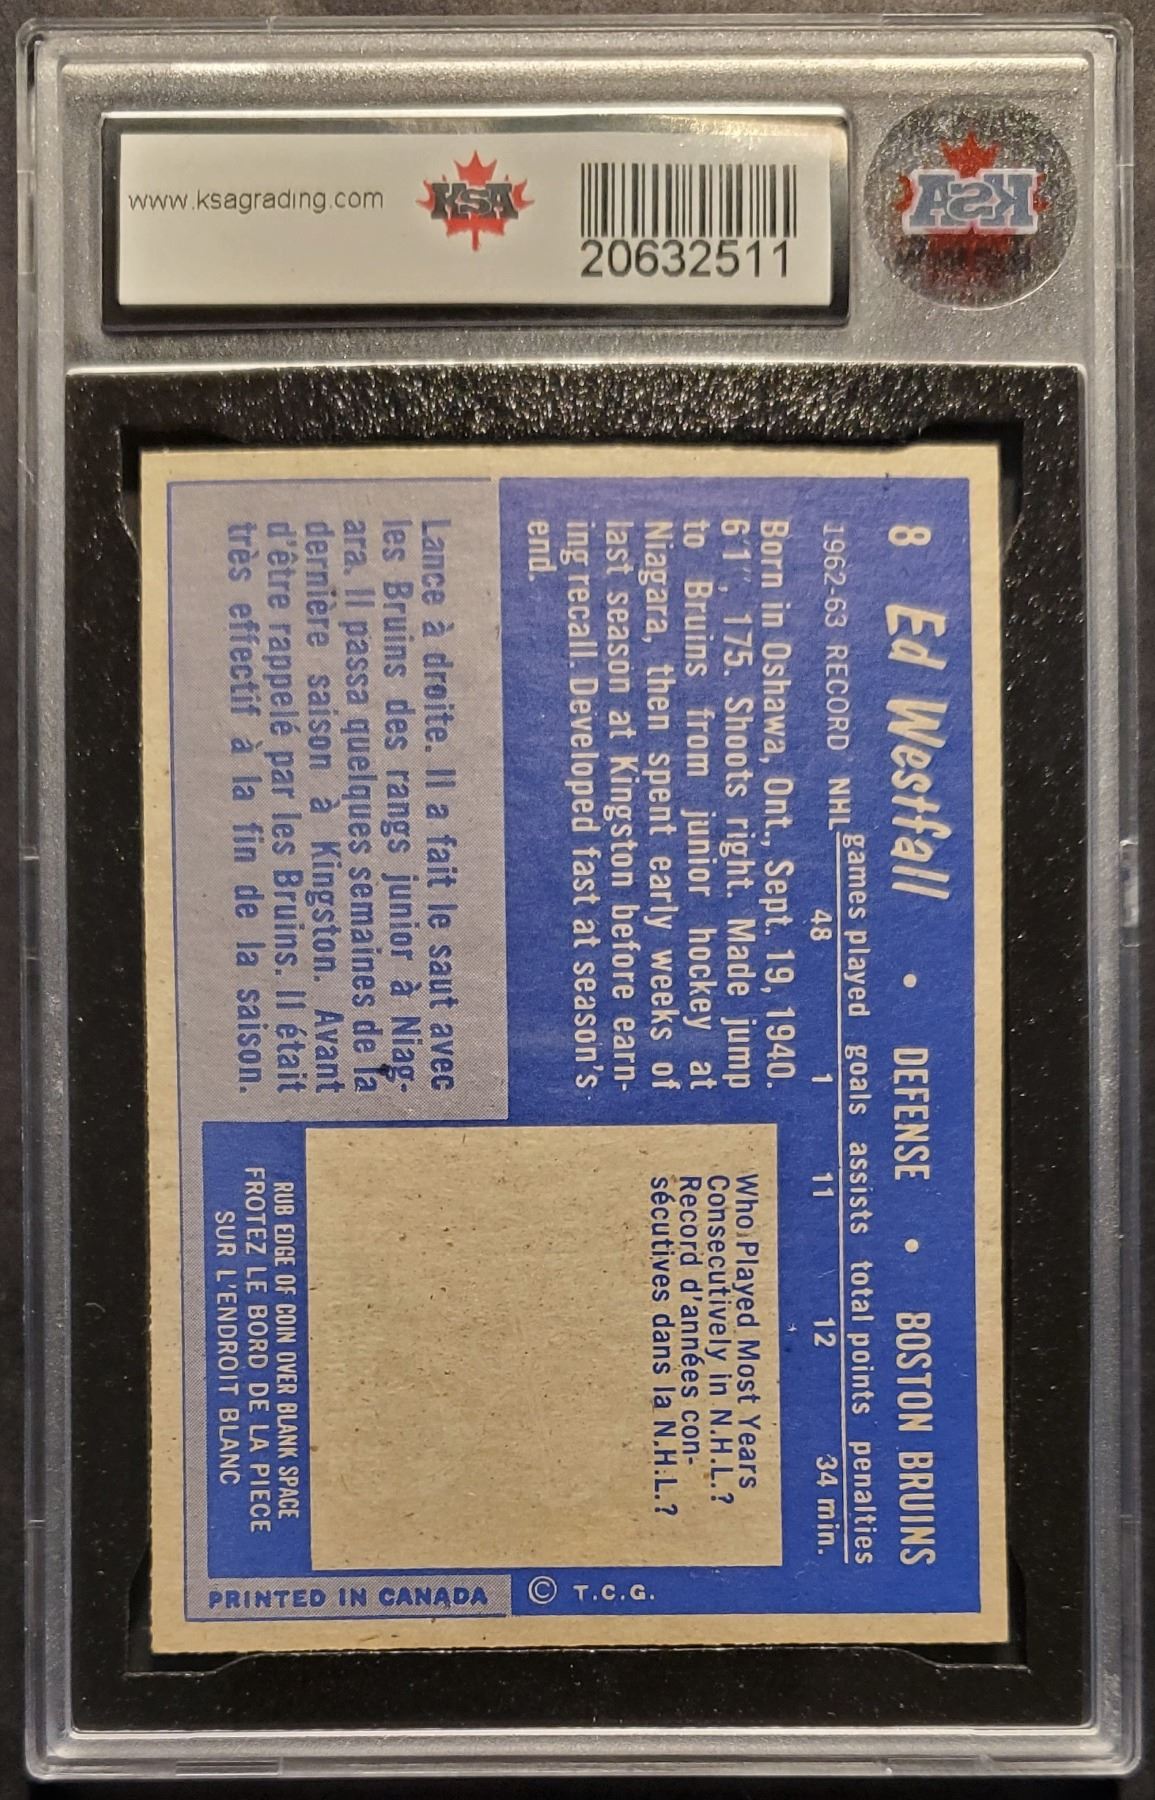 www.ksagrading.com
KSA
20632511
KSA
8 Ed Westfall • DEFENSE • BOSTON BRUINS
games played goals assists total points penalties
1962-63 RECORD NHL 48 1 11 12 34 min.
Born in Oshawa, Ont., Sept. 19, 1940.
6'1", 175. Shoots right. Made jump
to Bruins from junior hockey at
Niagara, then spent early weeks of
last season at Kingston before earn-
ing recall. Developed fast at season's
end.
Lance à droite. Il a fait le saut avec
les Bruins des rangs junior à Niag-
ara. Il passa quelques semaines de la
dernière saison à Kingston. Avant
d'être rappelé par les Bruins. Il était
très effectif à la fin de la saison.
Who Played Most Years
Consecutively in N.H.L.?
Record d'années con-
sécutives dans la N.H.L.?
RUB EDGE OF COIN OVER BLANK SPACE
FROTEZ LE BORD DE LA PIECE
SUR L'ENDROIT BLANC
© T.C.G.
PRINTED IN CANADA